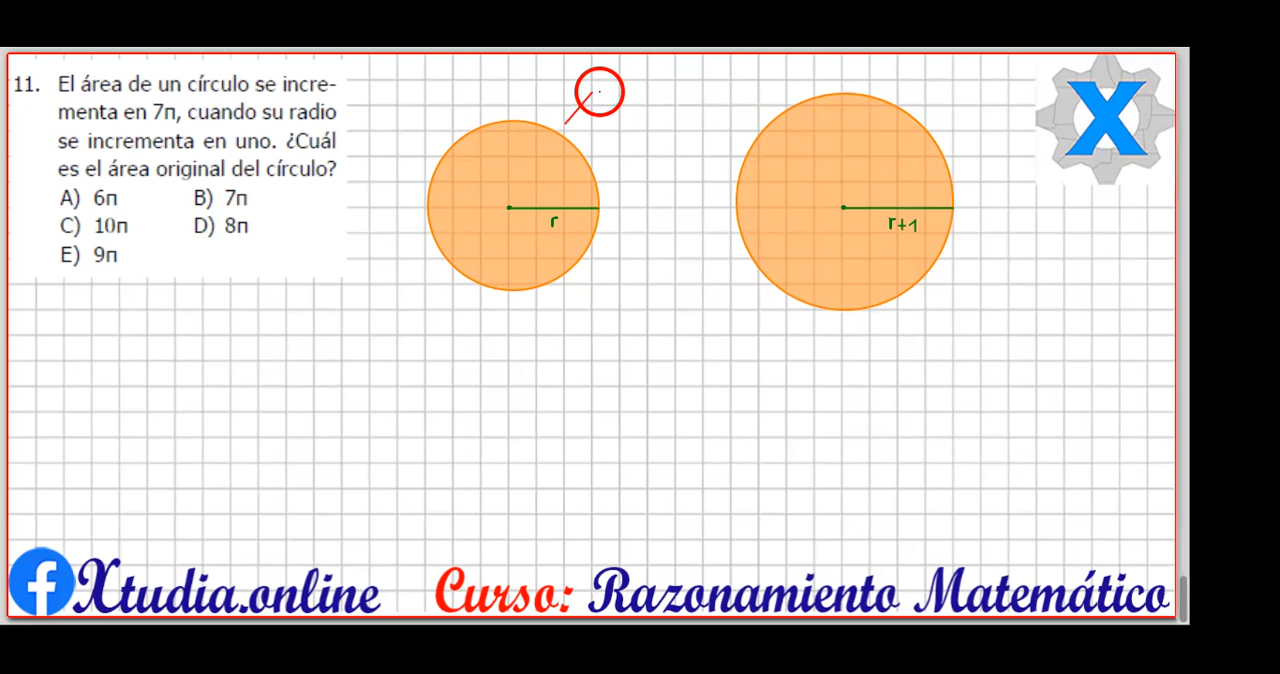 11. El área de un círculo se incre-
menta en 7π, cuando su radio
se incrementa en uno. ¿Cuál
es el área original del círculo?
A) 6π B) 7π
C) 10π D) 8π
E) 9π
r
r+1
X
f Xtudia.online Curso: Razonamiento Matemático